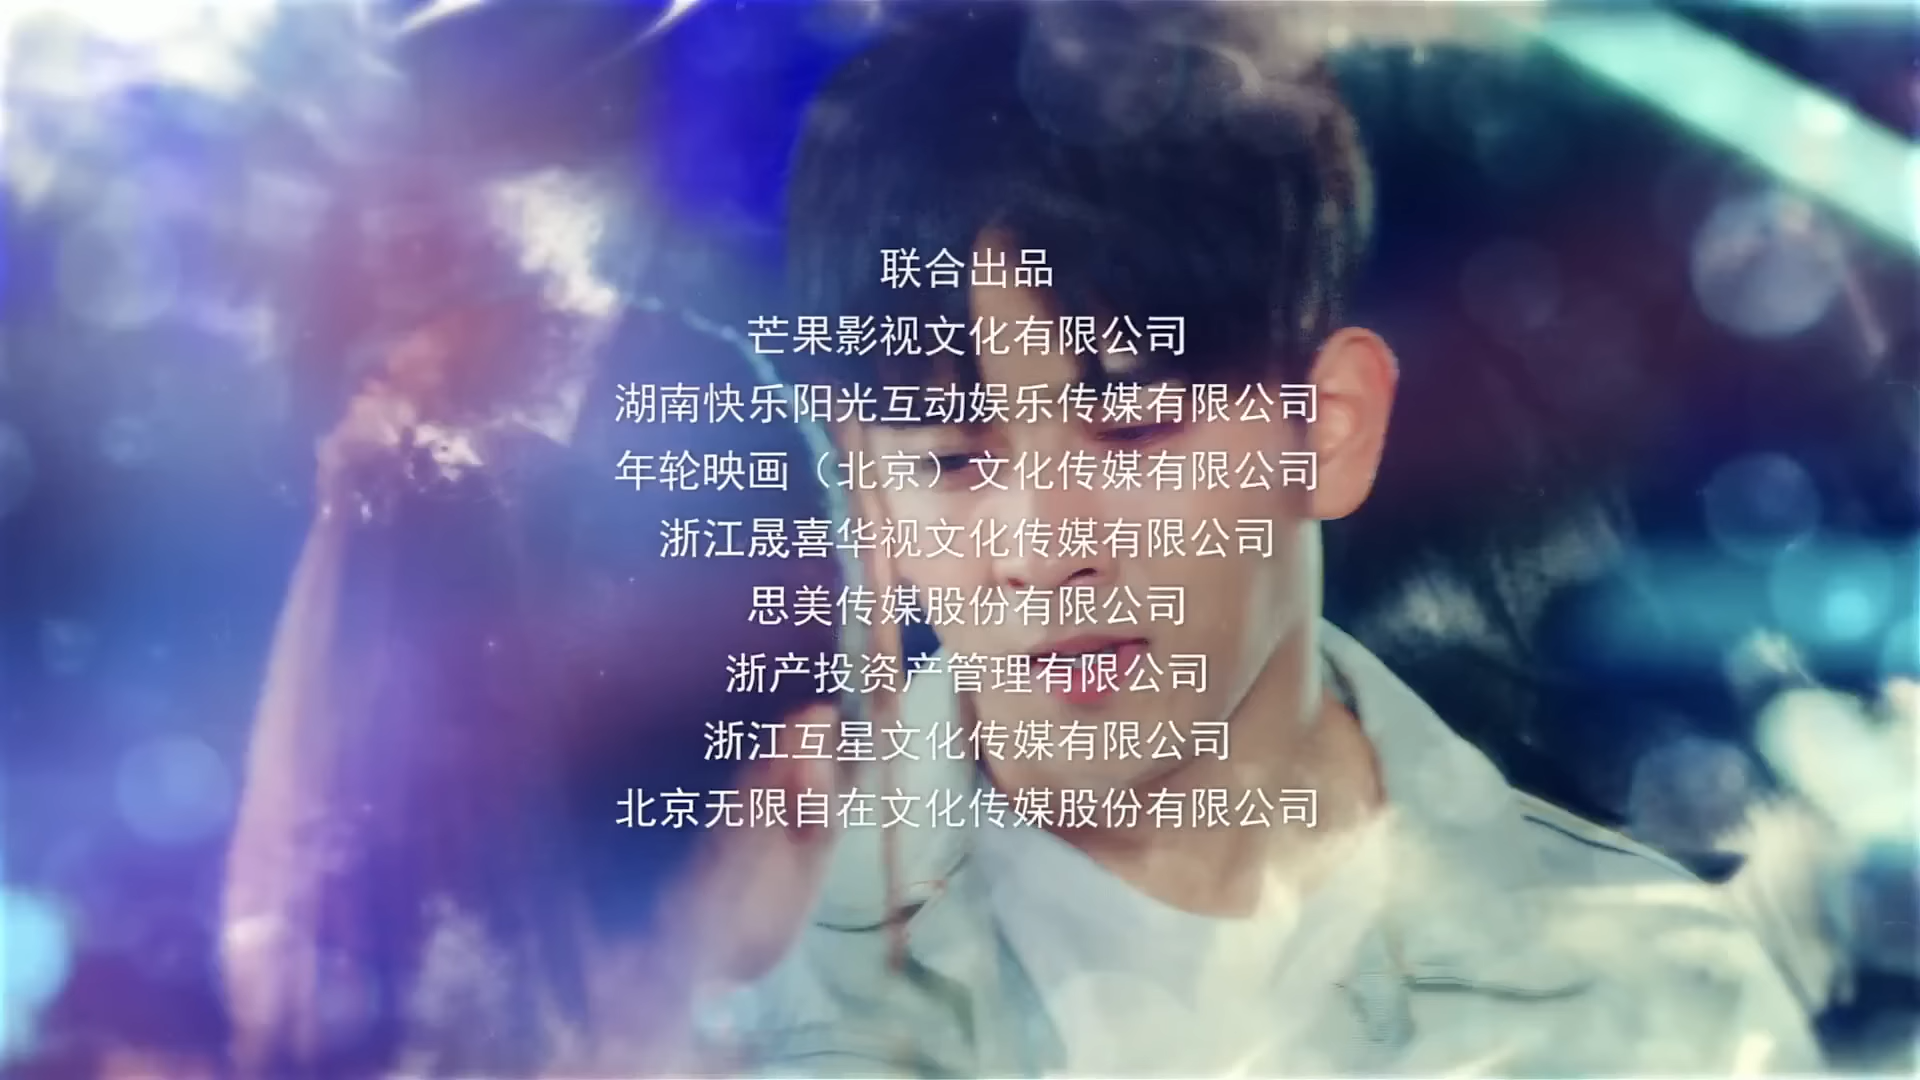 联合出品
芒果影视文化有限公司
湖南快乐阳光互动娱乐传媒有限公司
年轮映画（北京）文化传媒有限公司
浙江晟喜华视文化传媒有限公司
思美传媒股份有限公司
浙产投资产管理有限公司
浙江互星文化传媒有限公司
北京无限自在文化传媒股份有限公司